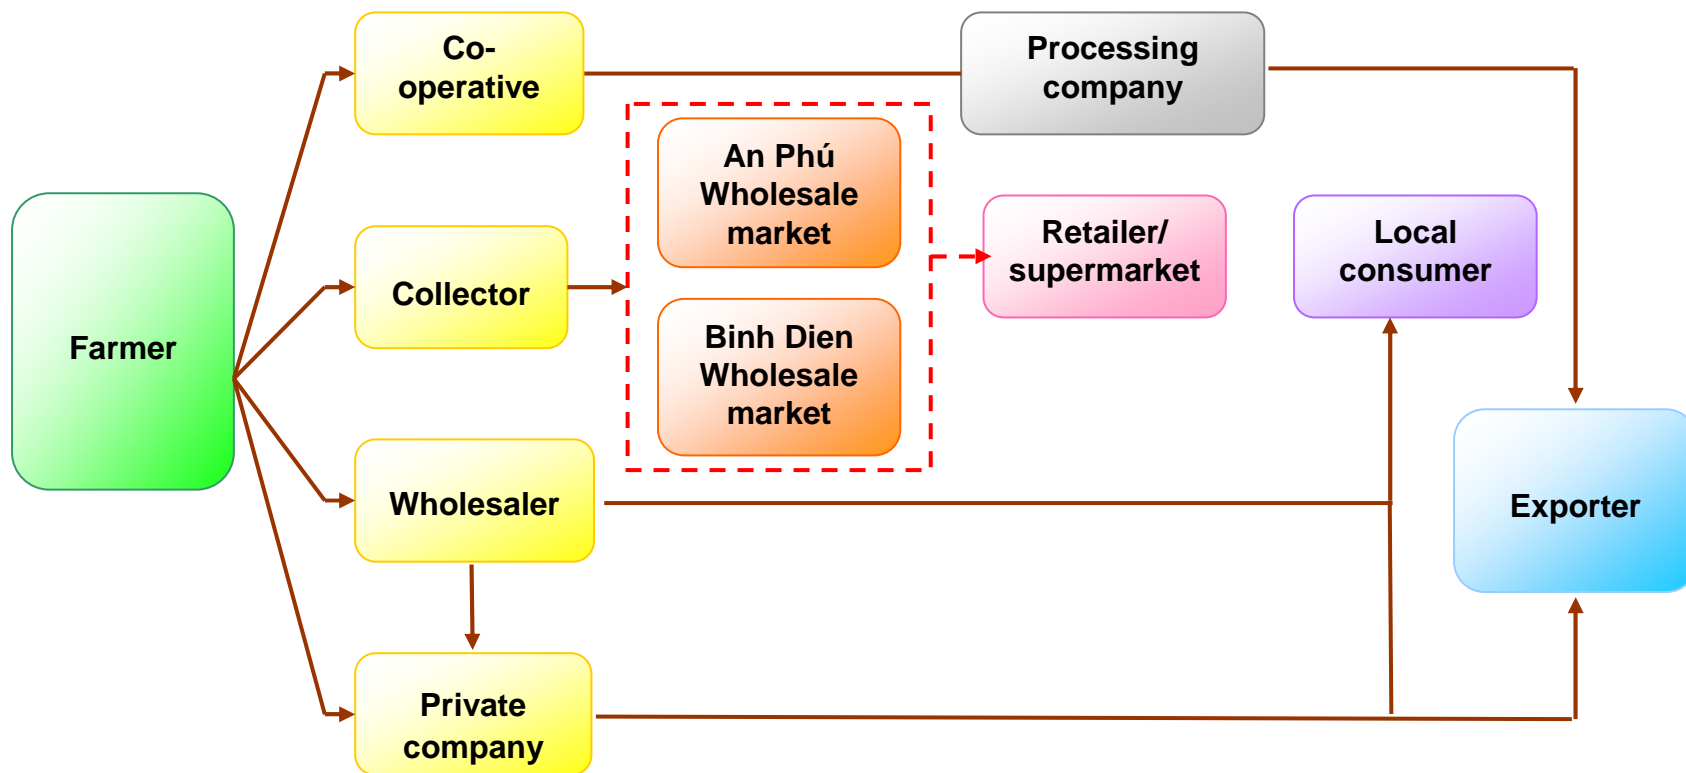 Co-
operative
Processing
company
An Phú
Wholesale
market
Retailer/
supermarket
Local
consumer
Collector
Farmer
Binh Dien
Wholesale
market
Wholesaler
Exporter
Private
company